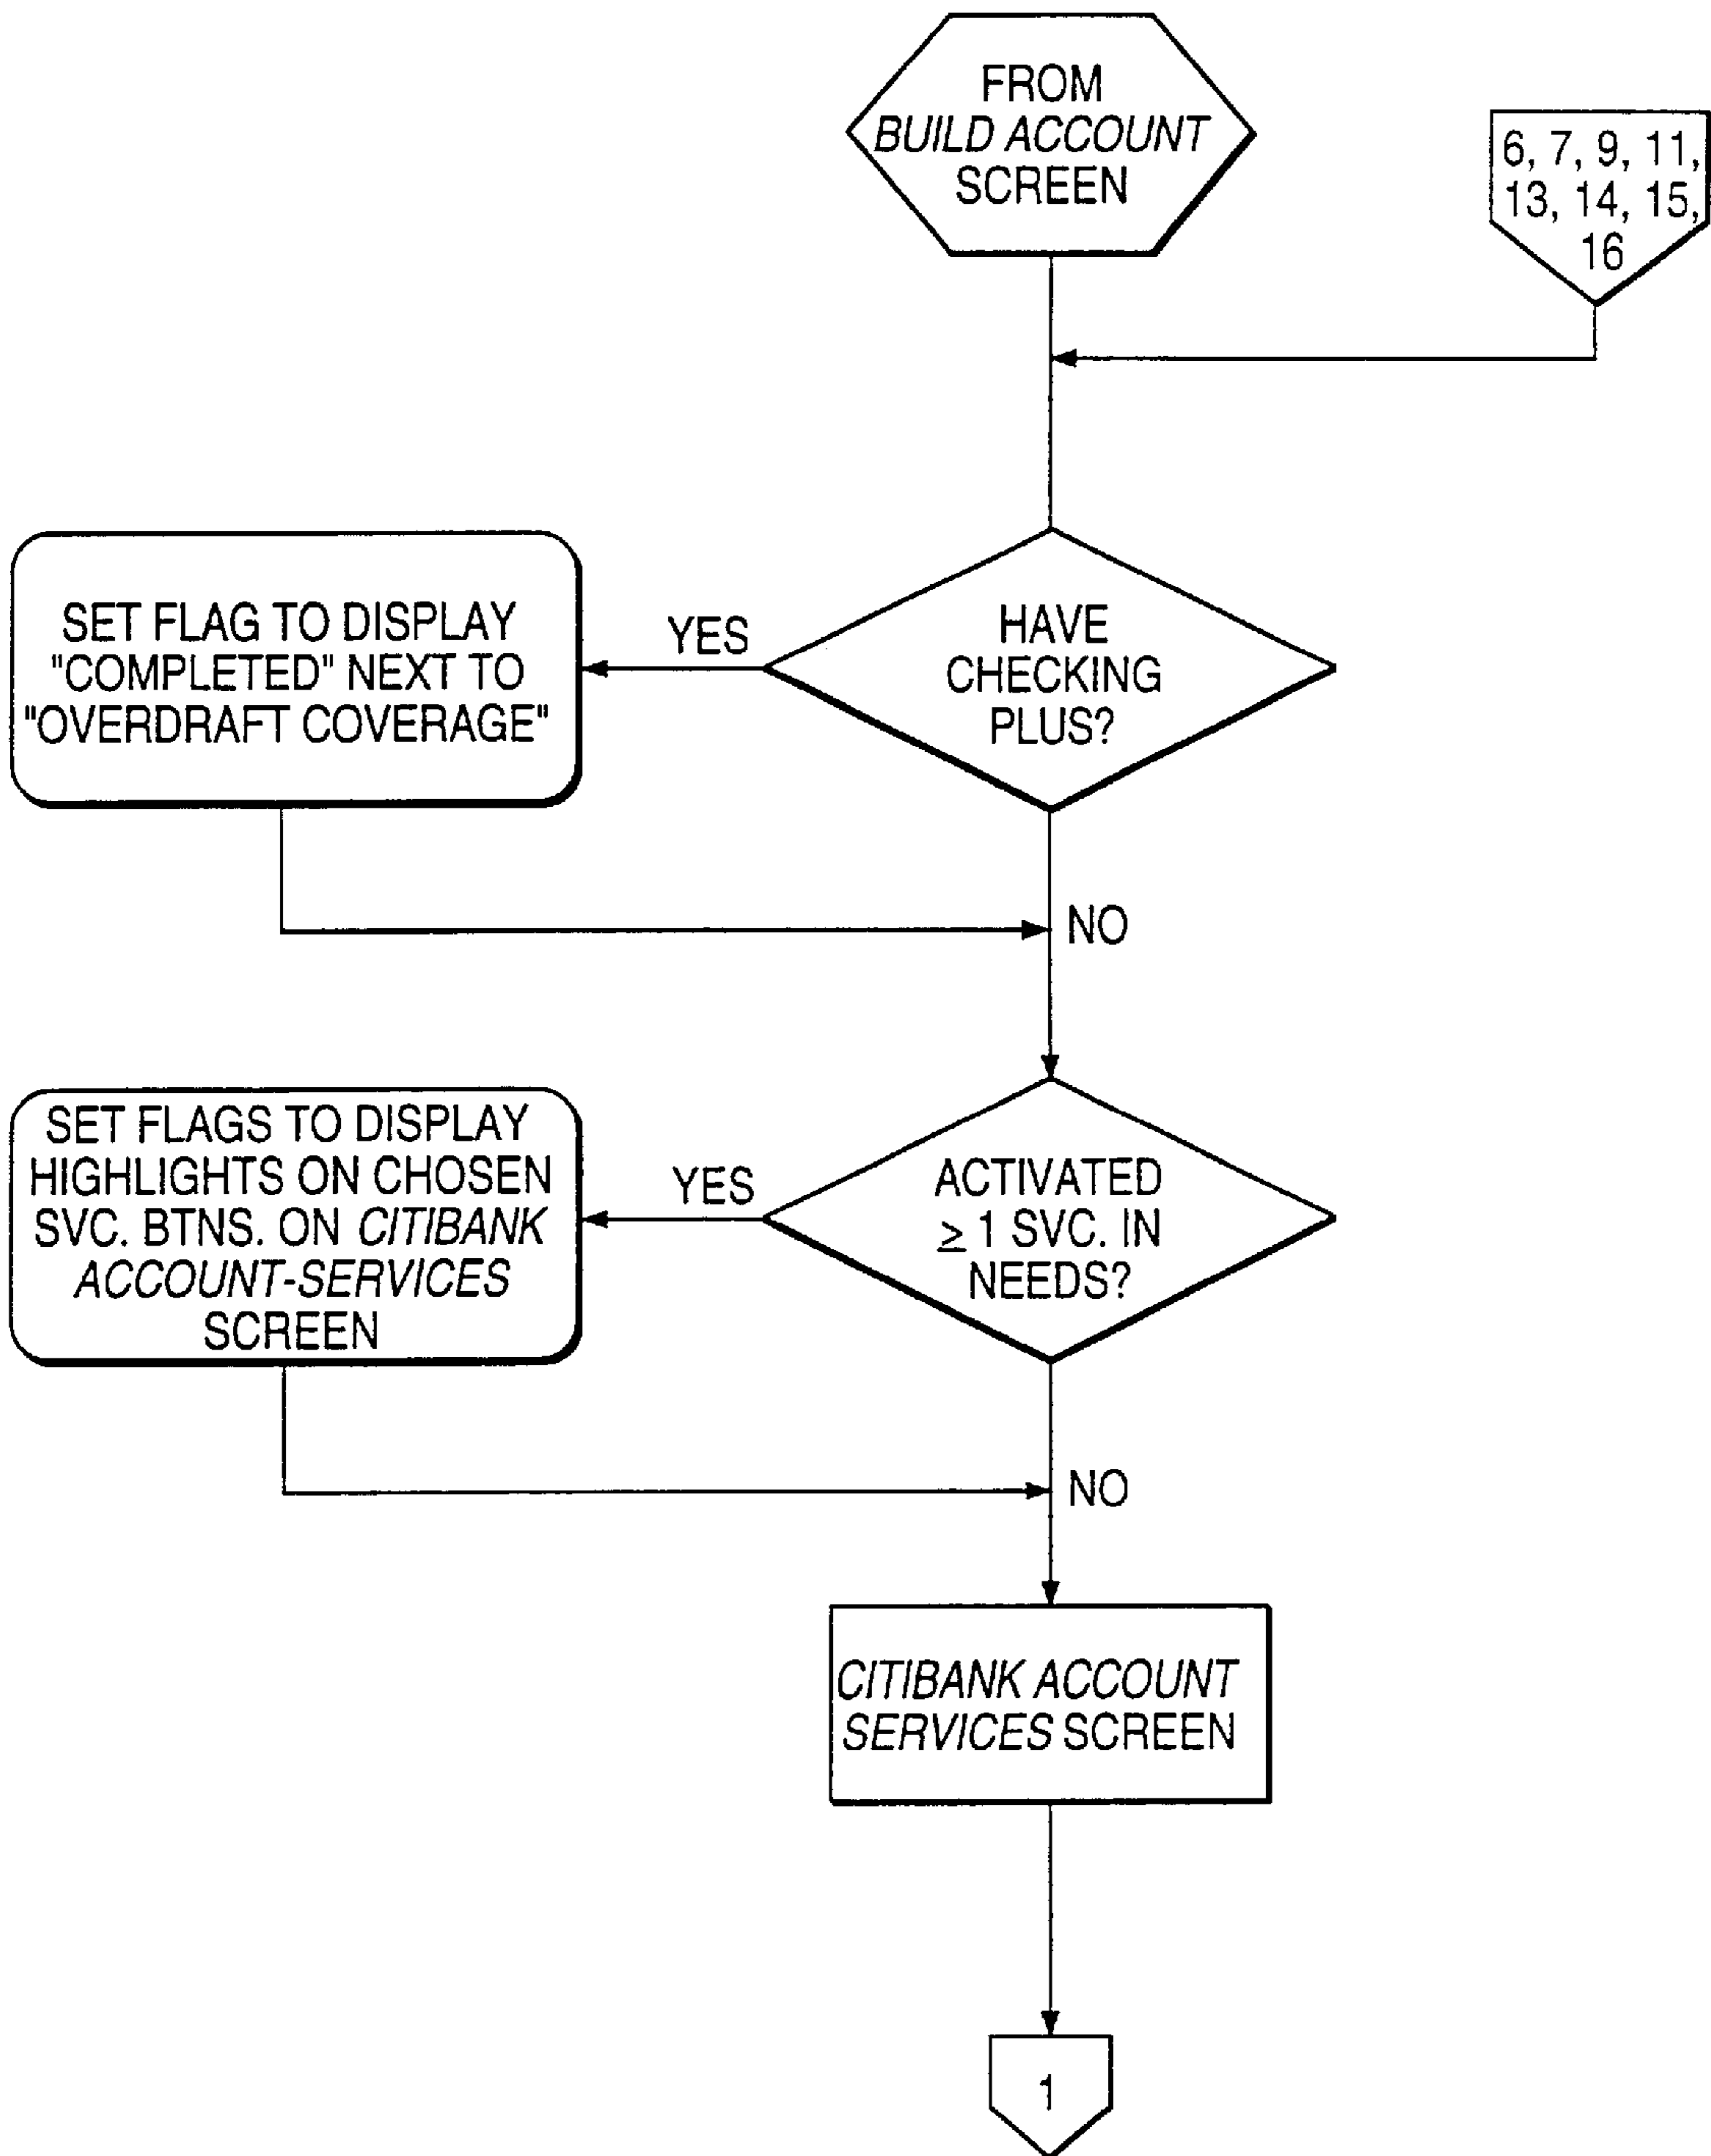 FROM
BUILD ACCOUNT
SCREEN
6, 7, 9, 11,
13, 14, 15,
16
HAVE
CHECKING
PLUS?
YES
SET FLAG TO DISPLAY
"COMPLETED" NEXT TO
"OVERDRAFT COVERAGE"
NO
ACTIVATED
≥ 1 SVC. IN
NEEDS?
YES
SET FLAGS TO DISPLAY
HIGHLIGHTS ON CHOSEN
SVC. BTNS. ON CITIBANK
ACCOUNT-SERVICES
SCREEN
NO
CITIBANK ACCOUNT
SERVICES SCREEN
1